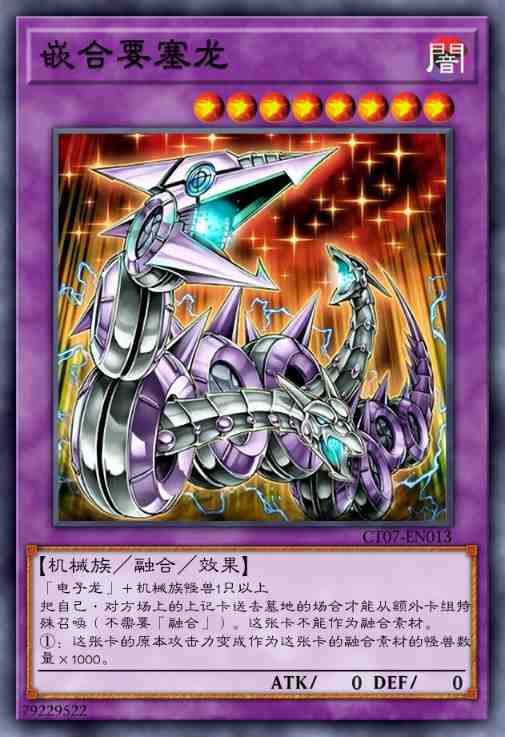 嵌合要塞龙
闇
CT07-EN013
【机械族／融合／效果】
「电子龙」＋机械族怪兽1只以上
把自己·对方场上的上记卡送去墓地的场合才能从额外卡组特
殊召唤（不需要「融合」）。这张卡不能作为融合素材。
①：这张卡的原本攻击力变成作为这张卡的融合素材的怪兽数
量×1000。
ATK/ 0 DEF/ 0
79229522